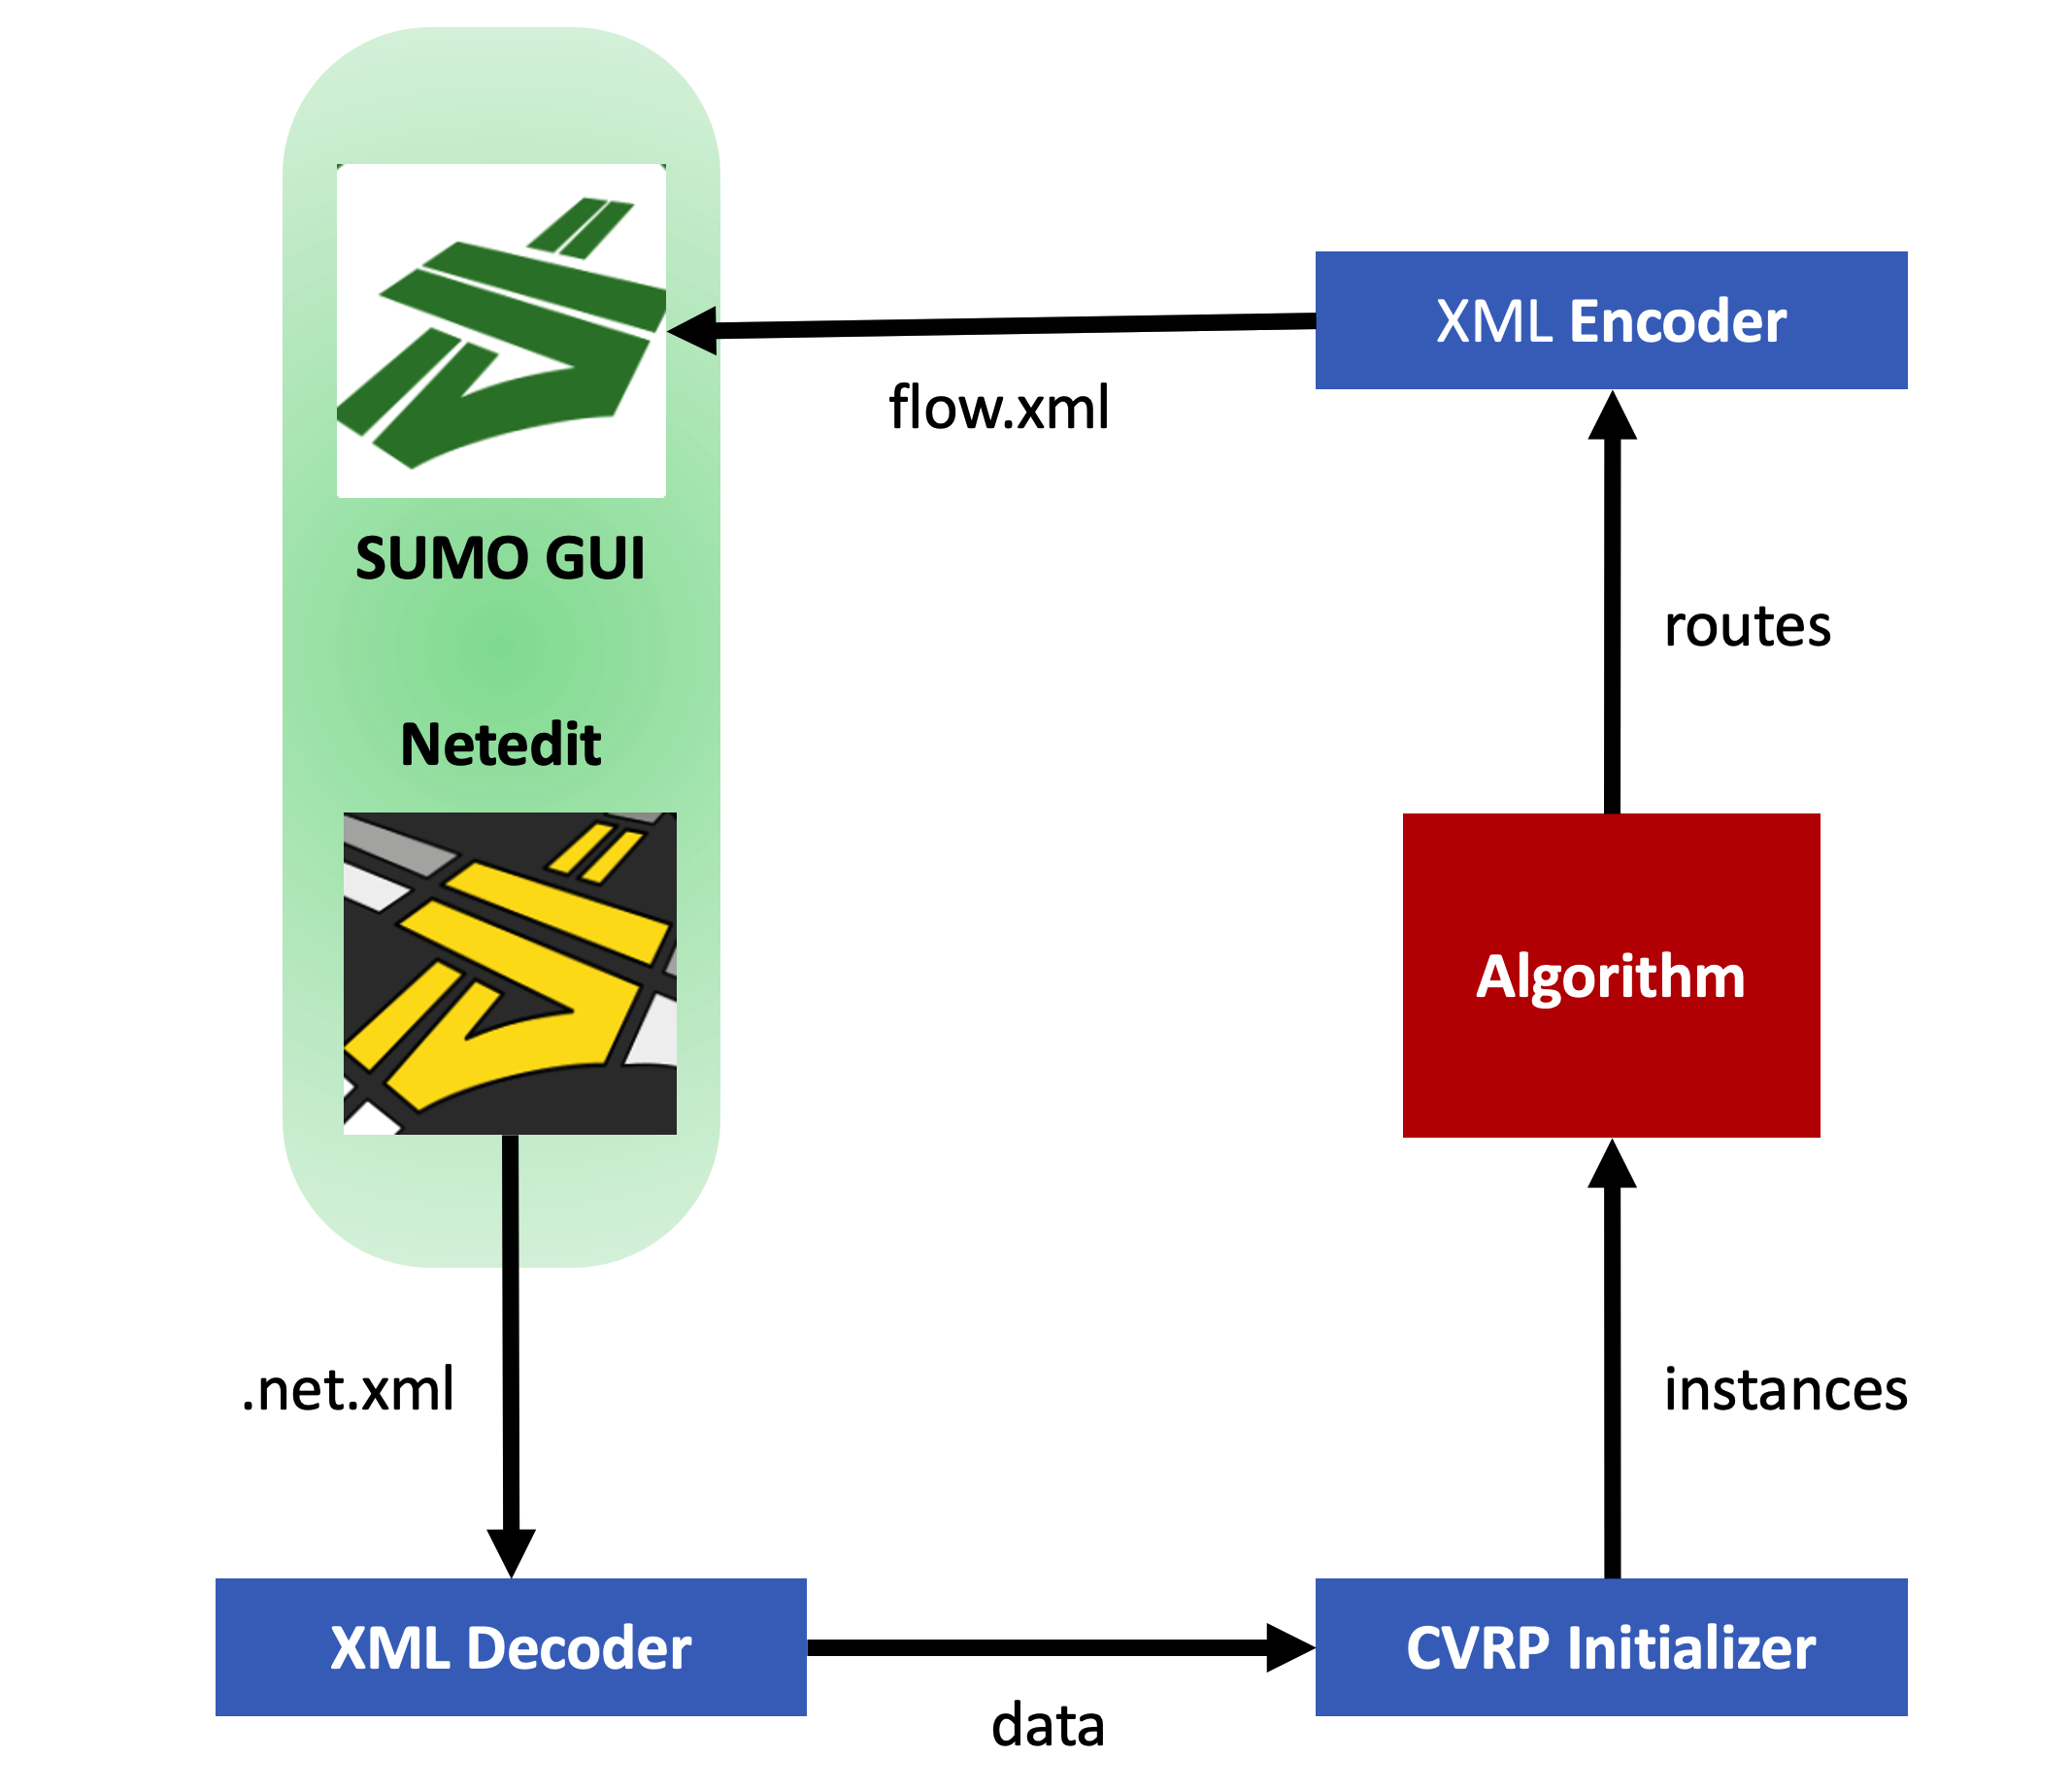 XML Encoder
flow.xml
SUMO GUI
routes
Netedit
Algorithm
.net.xml
instances
XML Decoder
CVRP Initializer
data